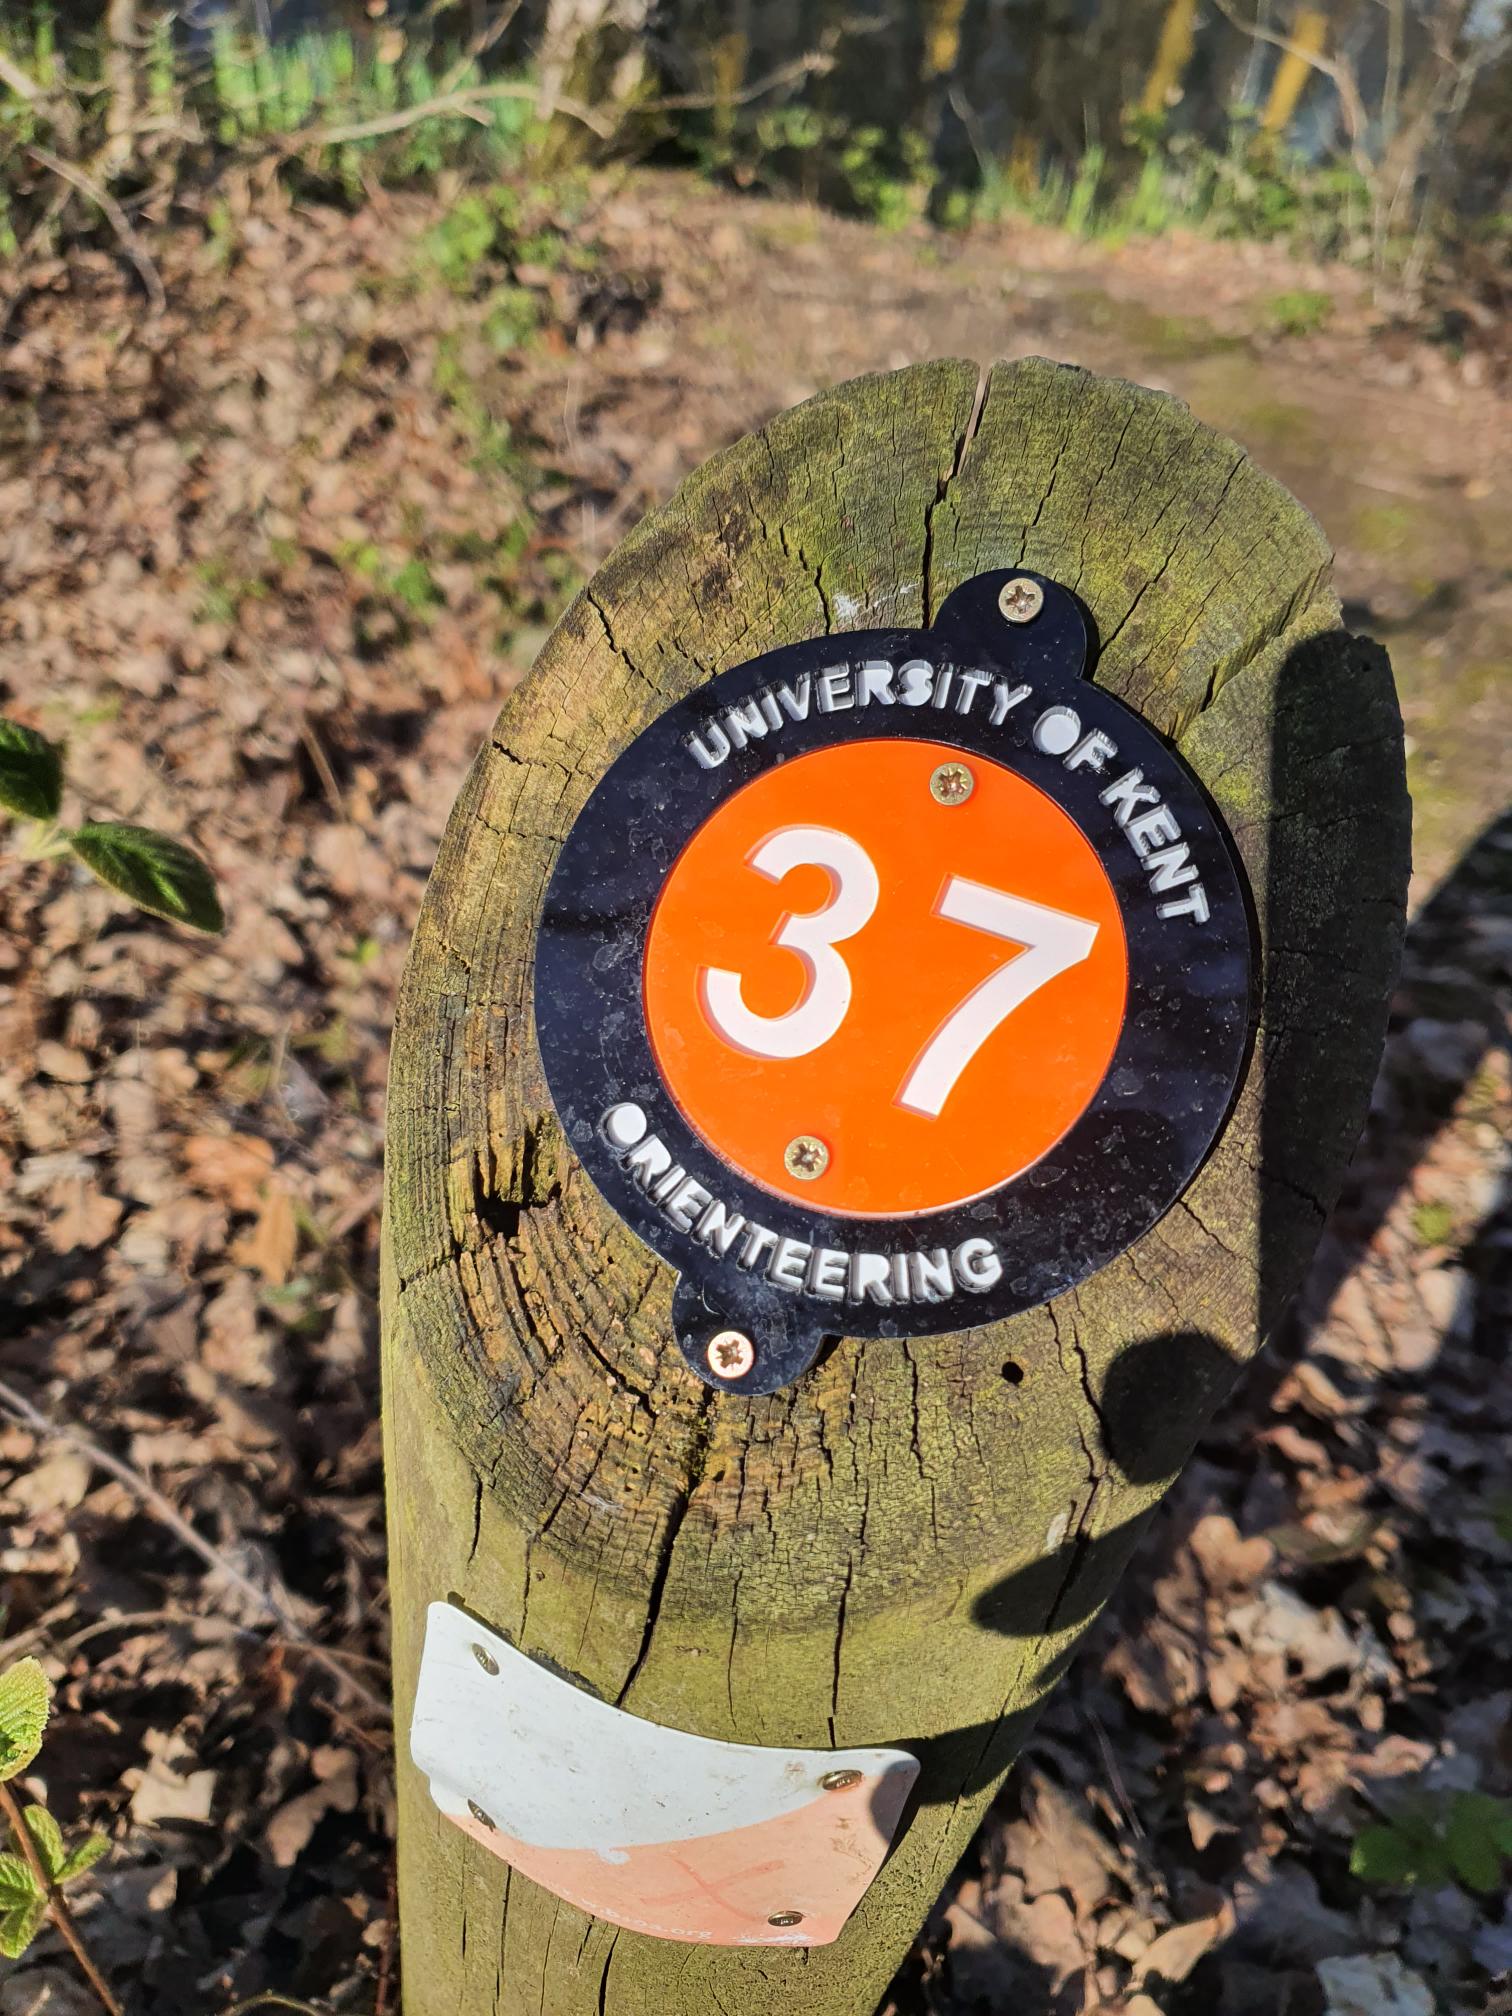 UNIVERSITY OF KENT
37
ORIENTEERING